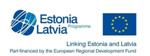 Estonia
Latvia Programme
Linking Estonia and Latvia
Part-financed by the European Regional Development Fund